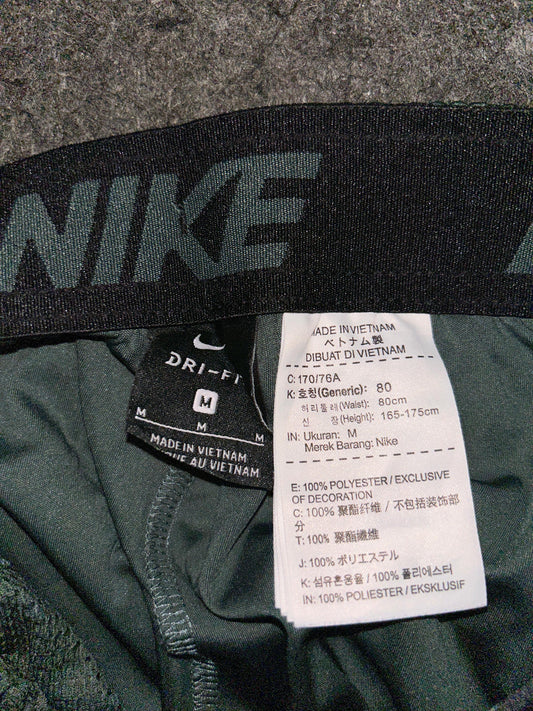 NIKE
DRI-FIT
M
M
M
M
MADE IN VIETNAM
AU VIETNAM
MADE IN VIETNAM
ベトナム製
DIBUAT DI VIETNAM
C: 170/76A
K: 호칭(Generic): 80
허리둘레(Waist): 80cm
신 장(Height): 165-175cm
IN: Ukuran: M
Merek Barang: Nike
E: 100% POLYESTER / EXCLUSIVE
OF DECORATION
C: 100% 聚酯纤维 / 不包括装饰部
分
T: 100% 聚酯纖維
J: 100% ポリエステル
K: 섬유혼용율 / 100% 폴리에스터
IN: 100% POLIESTER / EKSKLUSIF